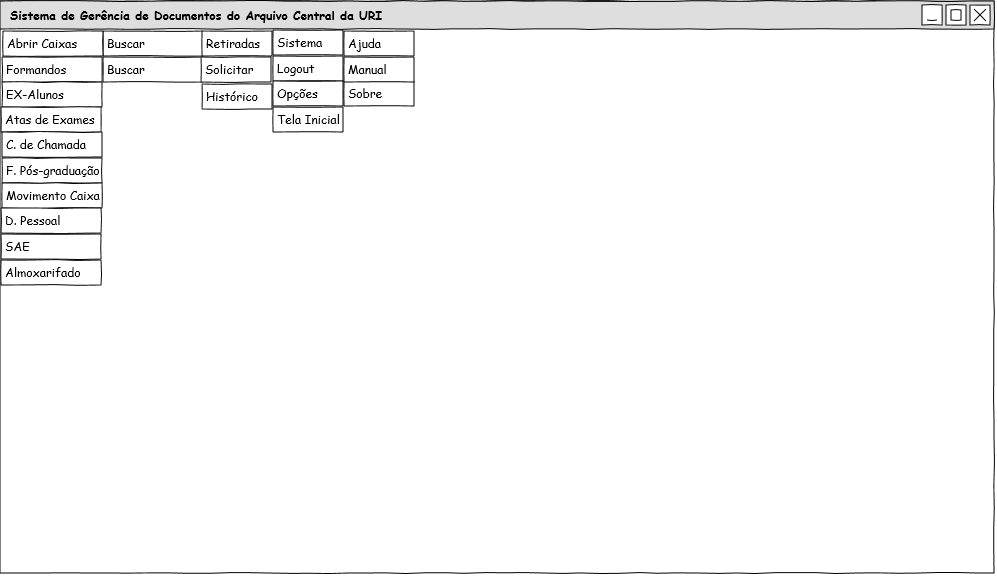 Sistema de Gerência de Documentos do Arquivo Central da URI
Abrir Caixas
Buscar
Retiradas
Sistema
Ajuda
Formandos
Buscar
Solicitar
Logout
Manual
EX-Alunos
Histórico
Opções
Sobre
Atas de Exames
Tela Inicial
C. de Chamada
F. Pós-graduação
Movimento Caixa
D. Pessoal
SAE
Almoxarifado